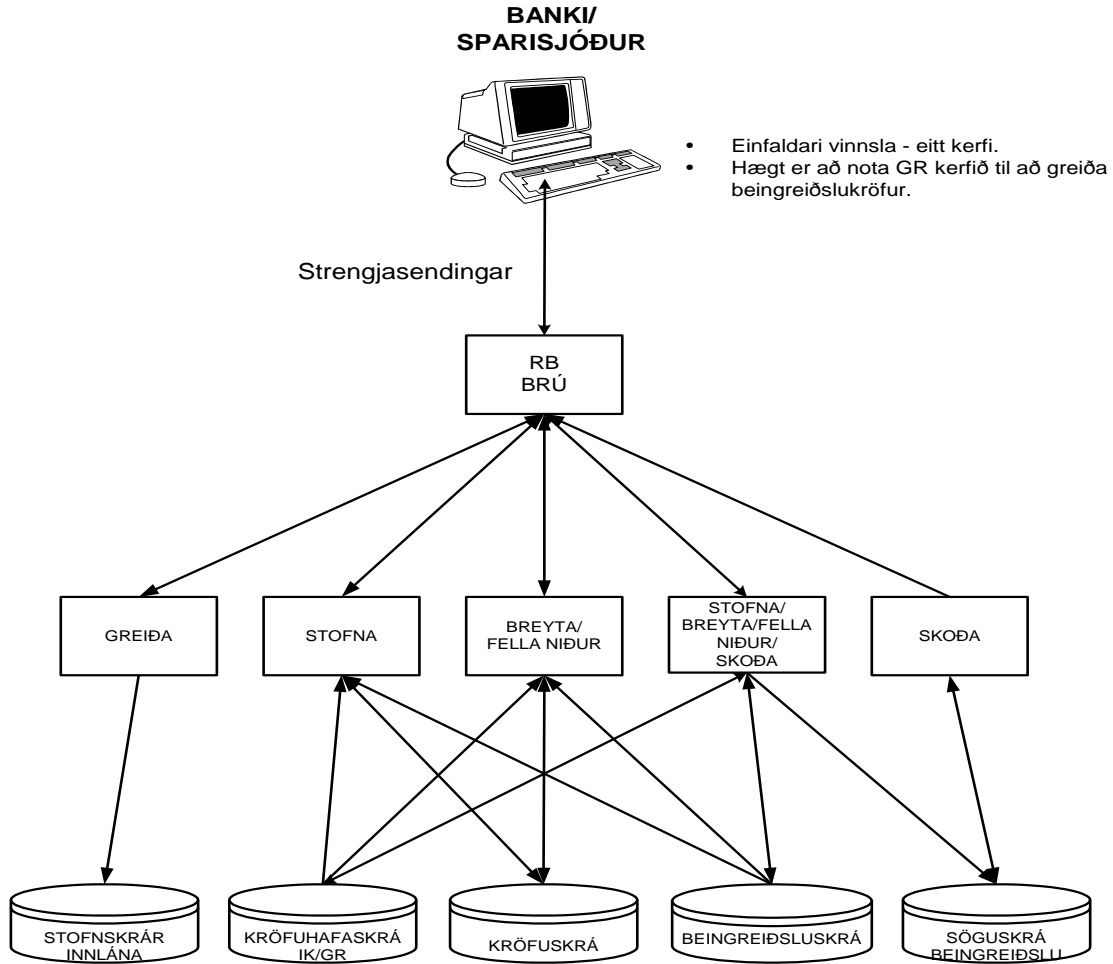 BANKI/
SPARISJÓÐUR
• Einfaldari vinnsla - eitt kerfi.
• Hægt er að nota GR kerfið til að greiða
beingreiðslukröfur.
Strengjasendingar
RB
BRÚ
GREIÐA
STOFNA
BREYTA/
FELLA NIÐUR
STOFNA/
BREYTA/FELLA
NIÐUR/
SKOÐA
SKOÐA
STOFNSKRÁR
INNLÁNA
KRÖFUHAFASKRÁ
IK/GR
KRÖFUSKRÁ
BEINGREIÐSLUSKRÁ
SÖGUSKRÁ
BEINGREIÐSLU